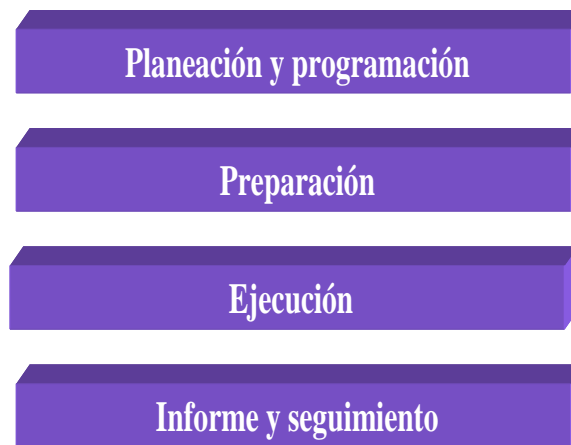 Planeación y programación
Preparación
Ejecución
Informe y seguimiento